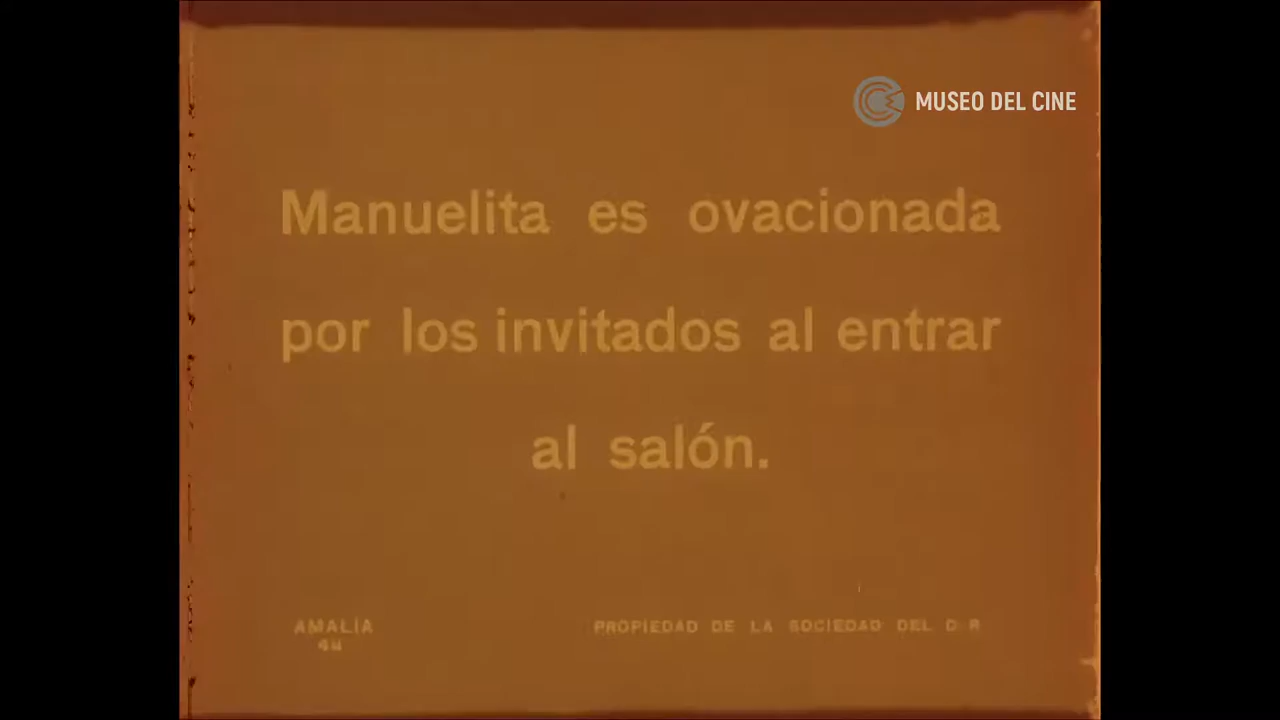 MUSEO DEL CINE
Manuelita es ovacionada
por los invitados al entrar
al salón.
AMALIA
PROPIEDAD DE LA SOCIEDAD DEL D R